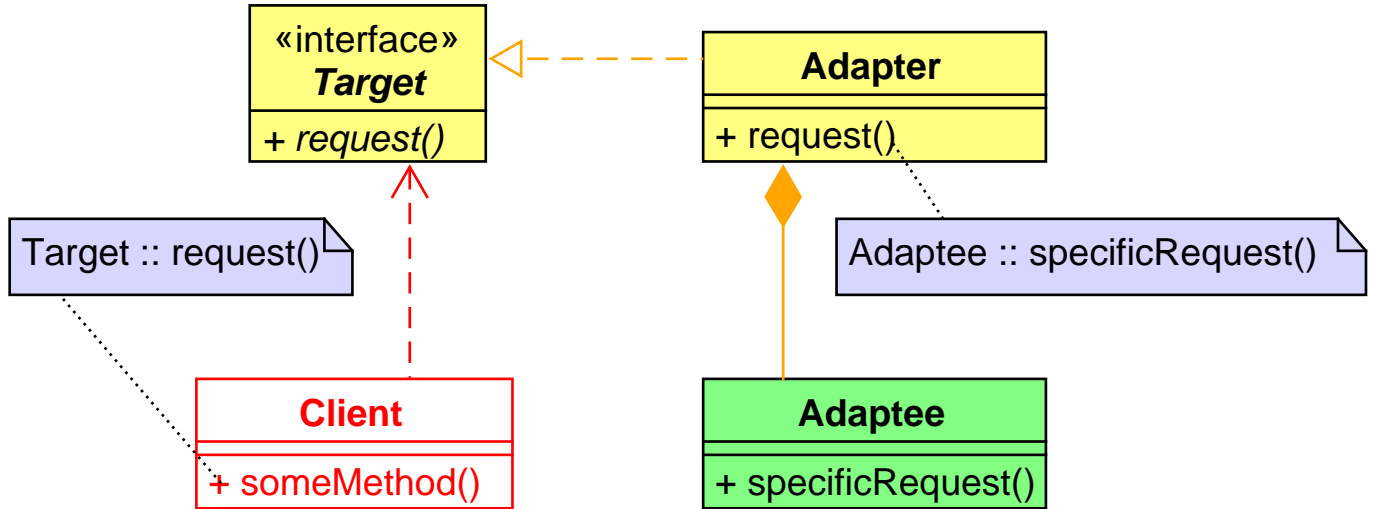 «interface»
Target
+ request()
Adapter
+ request()
Target :: request()
Adaptee :: specificRequest()
Client
+ someMethod()
Adaptee
+ specificRequest()